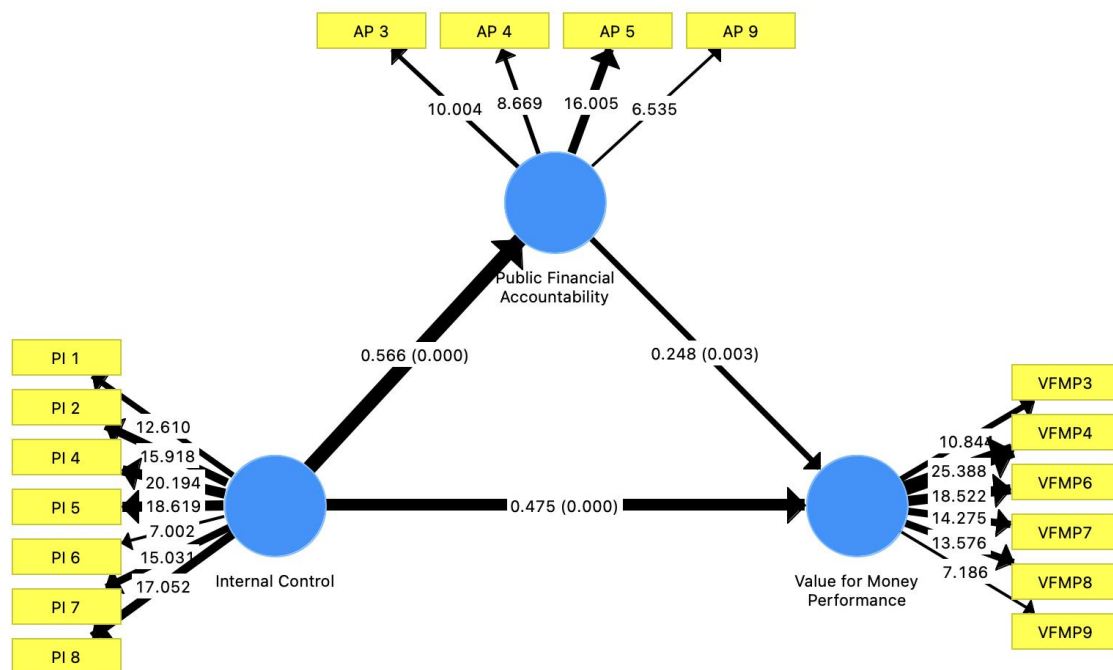 AP 3
AP 4
AP 5
AP 9
10.004
8.669
16.005
6.535
Public Financial
Accountability
0.566 (0.000)
0.248 (0.003)
PI 1
PI 2
PI 4
PI 5
PI 6
PI 7
PI 8
12.610
15.918
20.194
18.619
7.002
15.031
17.052
Internal Control
0.475 (0.000)
Value for Money
Performance
10.844
25.388
18.522
14.275
13.576
7.186
VFMP3
VFMP4
VFMP6
VFMP7
VFMP8
VFMP9